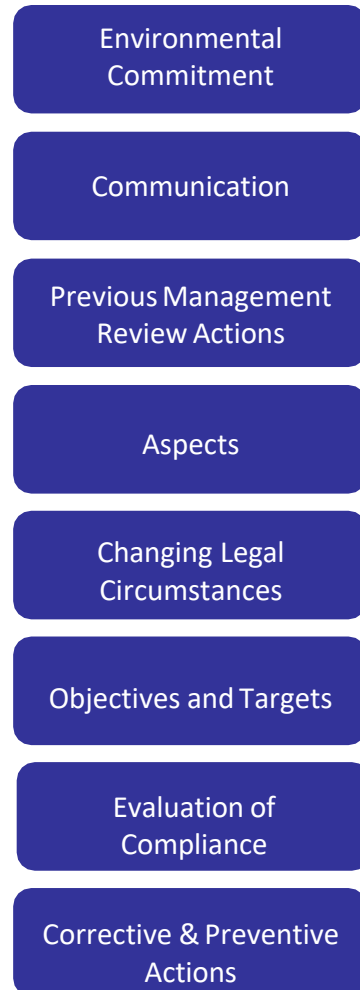 Environmental
Commitment
Communication
Previous Management
Review Actions
Aspects
Changing Legal
Circumstances
Objectives and Targets
Evaluation of
Compliance
Corrective & Preventive
Actions